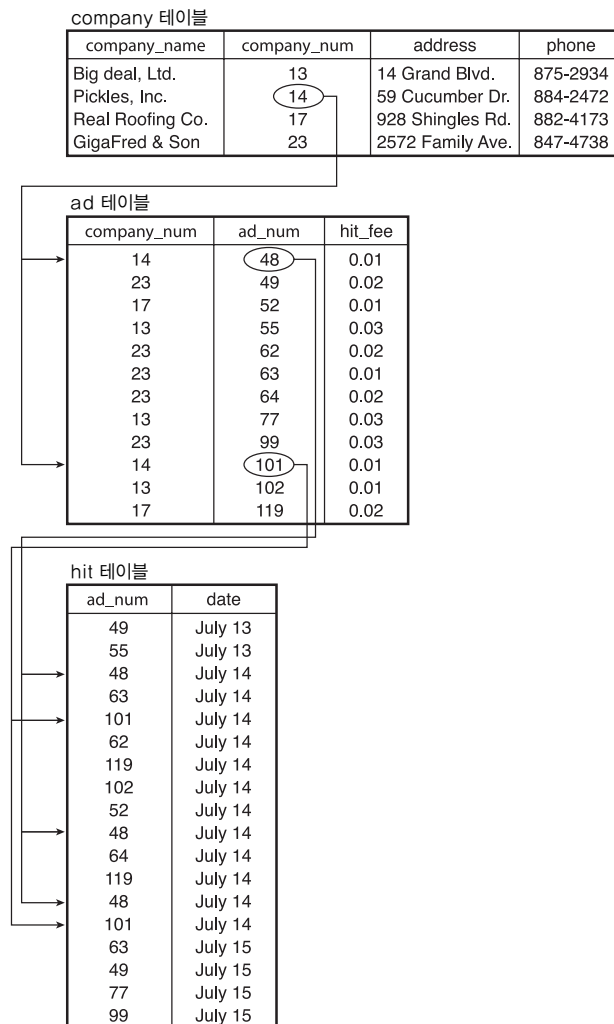 company 테이블
company_name company_num address phone
Big deal, Ltd. 13 14 Grand Blvd. 875-2934
Pickles, Inc. 14 59 Cucumber Dr. 884-2472
Real Roofing Co. 17 928 Shingles Rd. 882-4173
GigaFred & Son 23 2572 Family Ave. 847-4738
ad 테이블
company_num ad_num hit_fee
14 48 0.01
23 49 0.02
17 52 0.01
13 55 0.03
23 62 0.02
23 63 0.01
23 64 0.02
13 77 0.03
23 99 0.03
14 101 0.01
13 102 0.01
17 119 0.02
hit 테이블
ad_num date
49 July 13
55 July 13
48 July 14
63 July 14
101 July 14
62 July 14
119 July 14
102 July 14
52 July 14
48 July 14
64 July 14
119 July 14
48 July 14
101 July 14
63 July 15
49 July 15
77 July 15
99 July 15